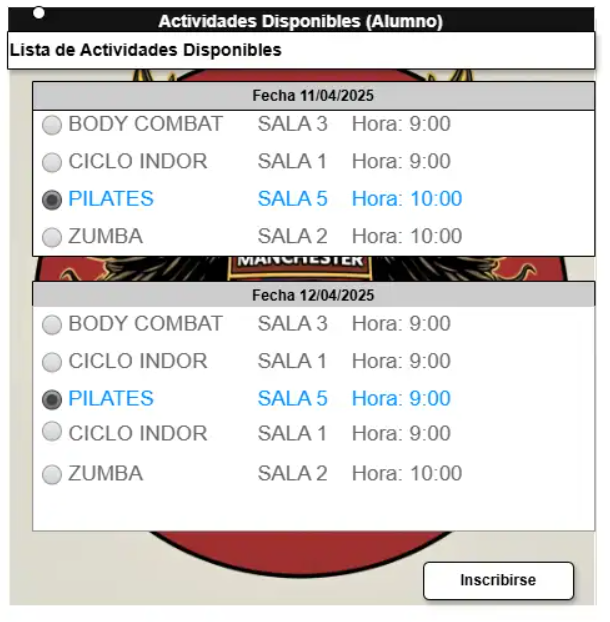 Actividades Disponibles (Alumno)
Lista de Actividades Disponibles
Fecha 11/04/2025
BODY COMBAT SALA 3 Hora: 9:00
CICLO INDOR SALA 1 Hora: 9:00
PILATES SALA 5 Hora: 10:00
ZUMBA SALA 2 Hora: 10:00
MANCHESTER
Fecha 12/04/2025
BODY COMBAT SALA 3 Hora: 9:00
CICLO INDOR SALA 1 Hora: 9:00
PILATES SALA 5 Hora: 9:00
CICLO INDOR SALA 1 Hora: 9:00
ZUMBA SALA 2 Hora: 10:00
Inscribirse